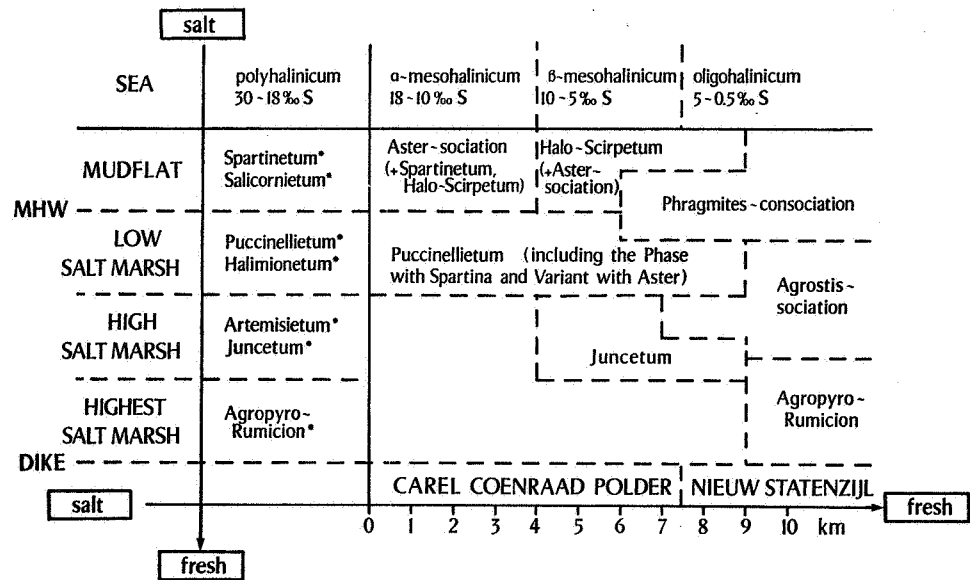 salt
SEA
polyhalinicum
30~18‰ S
α~mesohalinicum
18~10‰ S
β~mesohalinicum
10~5‰ S
oligohalinicum
5~0.5‰ S
MUDFLAT
Spartinetum*
Salicornietum*
Aster~sociation
(+Spartinetum,
Halo~Scirpetum)
Halo~Scirpetum
(+Aster~
sociation)
Phragmites~consociation
MHW
LOW
SALT MARSH
Puccinellietum*
Halimionetum*
Puccinellietum (including the Phase
with Spartina and Variant with Aster)
Agrostis~
sociation
HIGH
SALT MARSH
Artemisietum*
Juncetum*
Juncetum
HIGHEST
SALT MARSH
Agropyro~
Rumicion*
Agropyro~
Rumicion
DIKE
CAREL COENRAAD POLDER
NIEUW STATENZIJL
salt
fresh
0 1 2 3 4 5 6 7 8 9 10 km
fresh